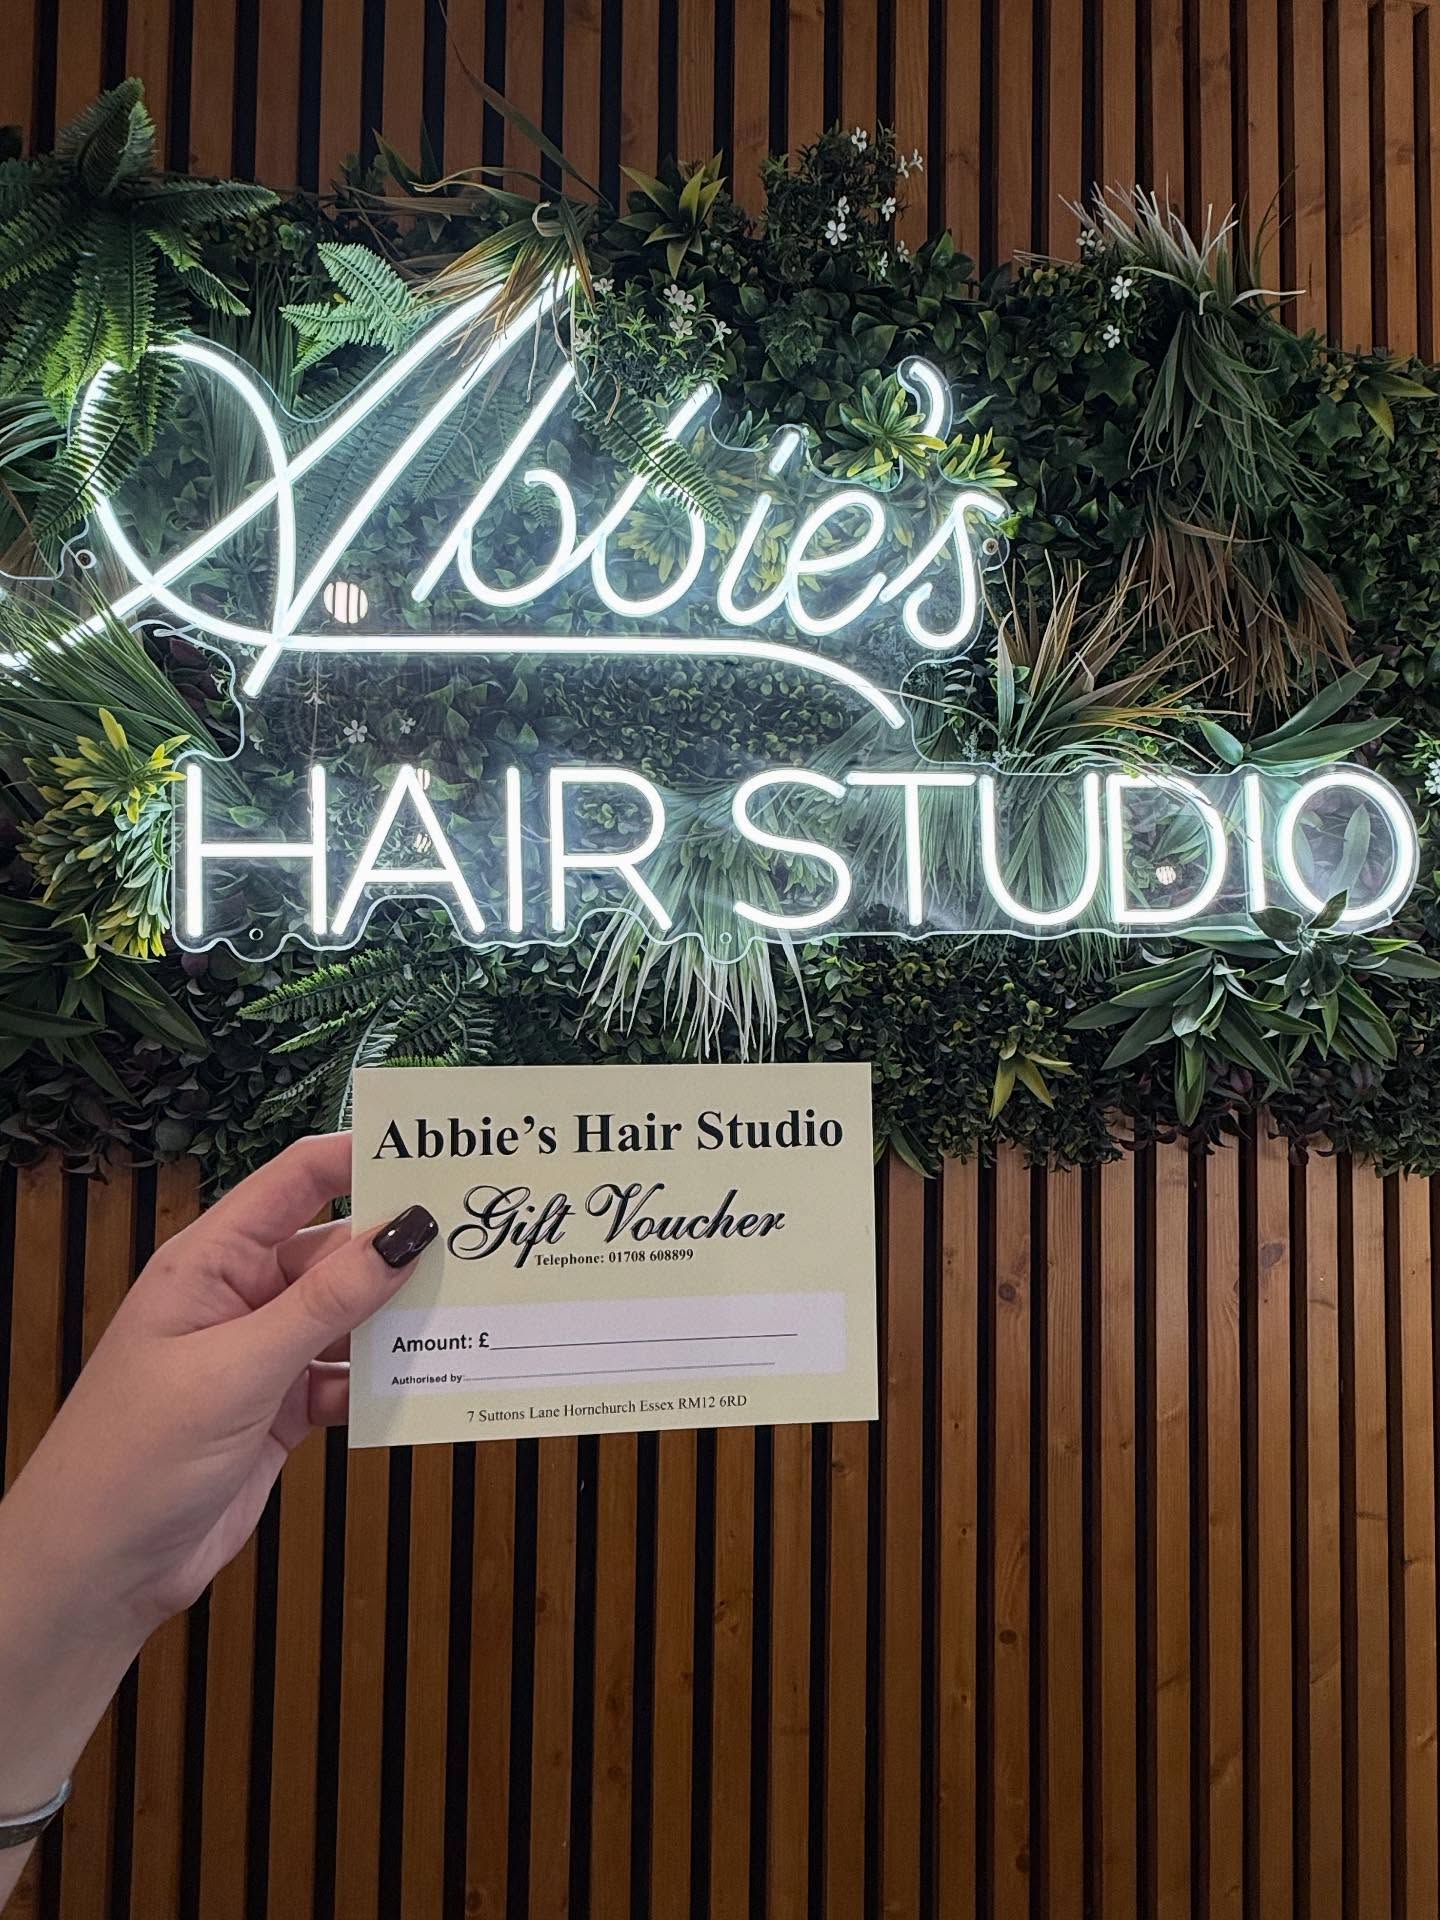 Abbie's
HAIR STUDIO
Abbie’s Hair Studio
Gift Voucher
Telephone: 01708 608899
Amount: £
Authorised by
7 Suttons Lane Hornchurch Essex RM12 6RD